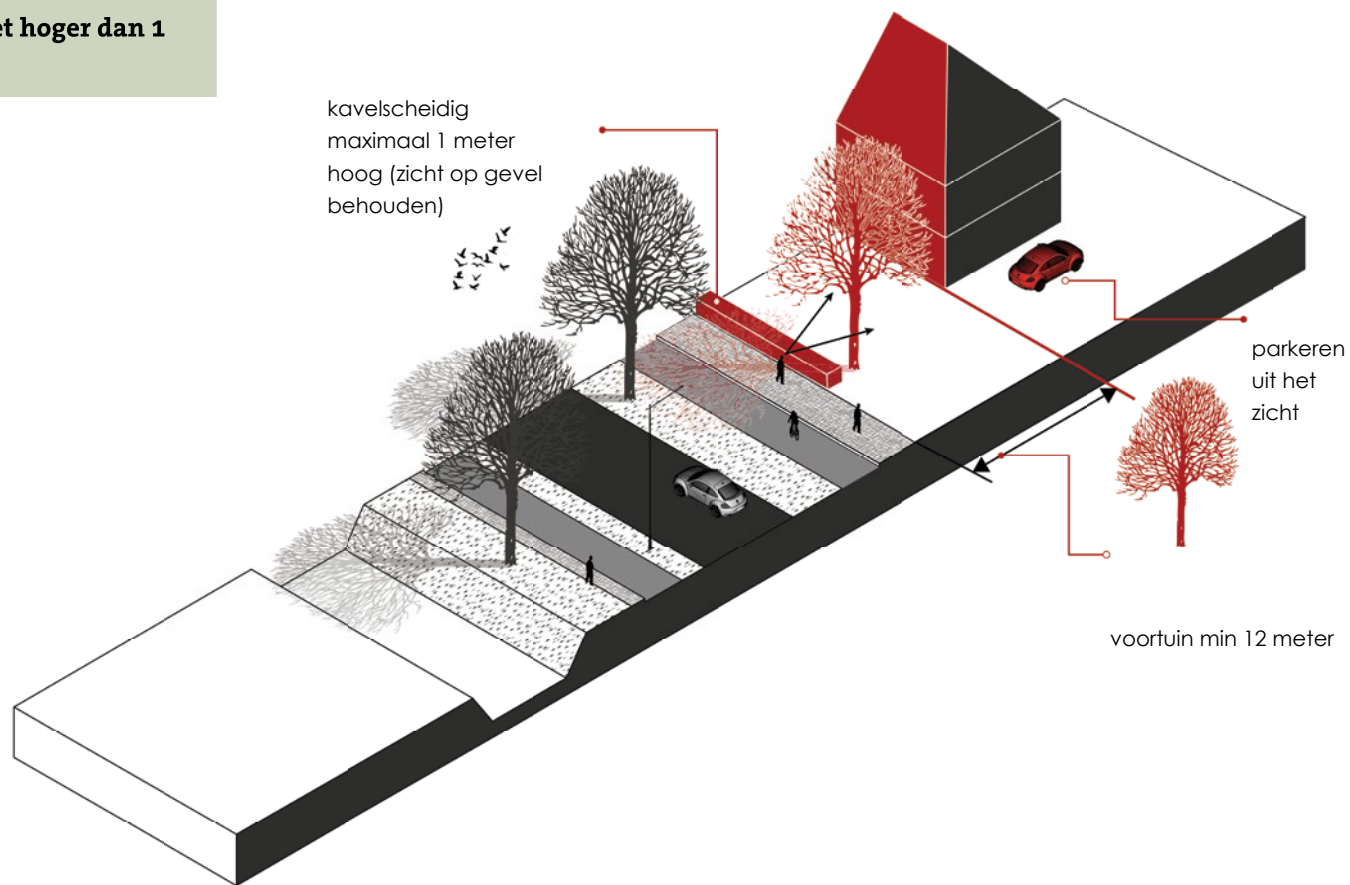 et hoger dan 1
kavelscheidig
maximaal 1 meter
hoog (zicht op gevel
behouden)
parkeren
uit het
zicht
voortuin min 12 meter